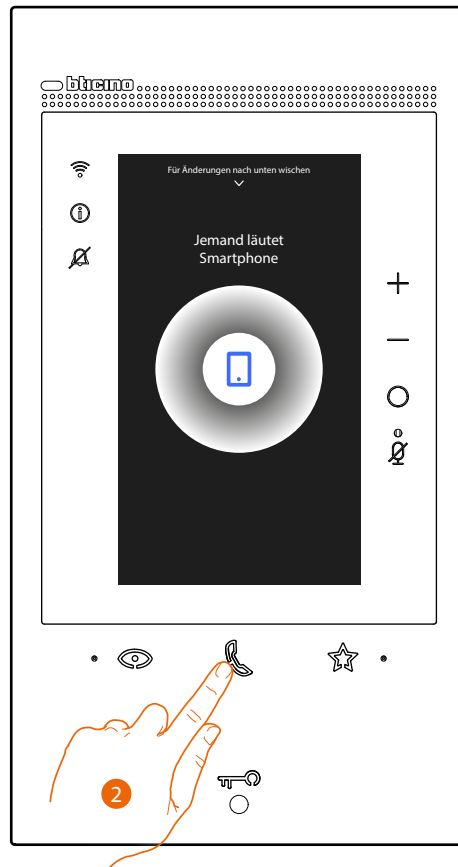 bticino
Für Änderungen nach unten wischen
Jemand läutet
Smartphone
2